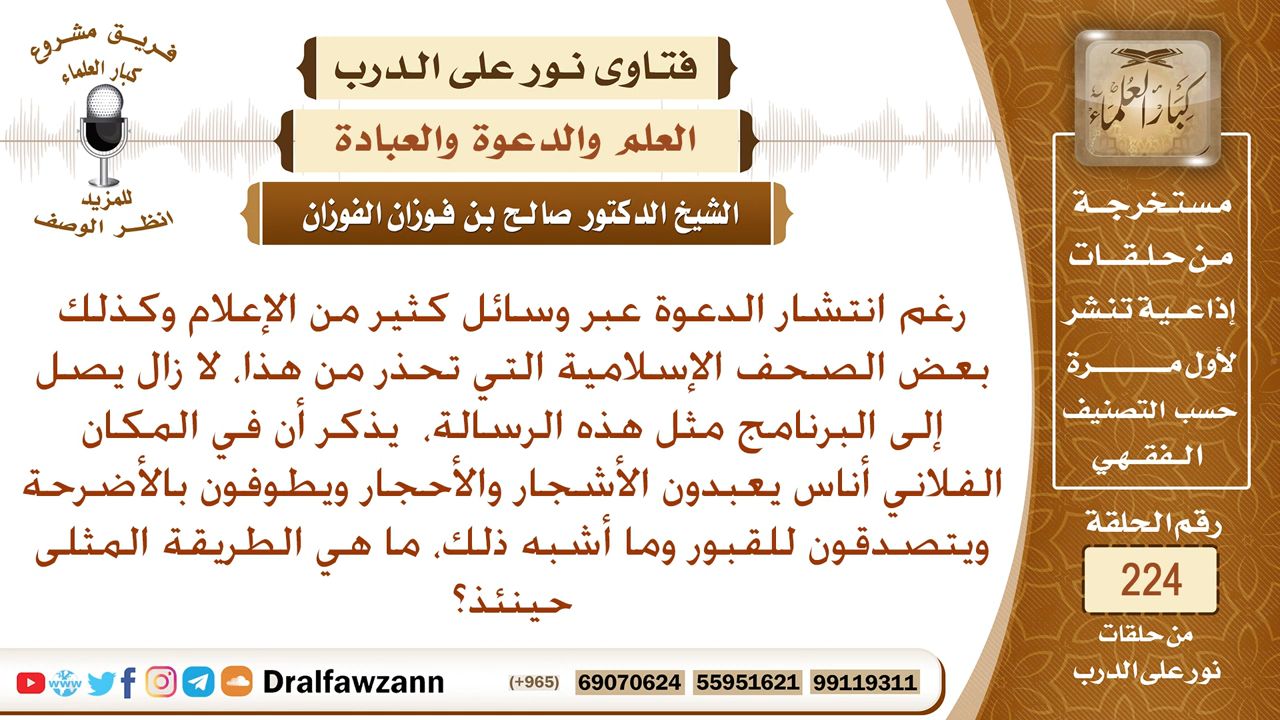 فريق مشروع
كبار العلماء
للمزيد
انظر الوصف
فتاوى نور على الدرب
العلم والدعوة والعبادة
الشيخ الدكتور صالح بن فوزان الفوزان
رغم انتشار الدعوة عبر وسائل كثير من الإعلام وكذلك
بعض الصحف الإسلامية التي تحذر من هذا، لا زال يصل
إلى البرنامج مثل هذه الرسالة، يذكر أن في المكان
الفلاني أناس يعبدون الأشجار والأحجار ويطوفون بالأضرحة
ويتصدقون للقبور وما أشبه ذلك، ما هي الطريقة المثلى
حينئذ؟
كبار العلماء
مستخرجة
من حلقات
إذاعية تنشر
لأول مرة
حسب التصنيف
الفقهي
رقم الحلقة
224
من حلقات
نور على الدرب
www
Dralfawzann
(+965) 69070624 55951621 99119311